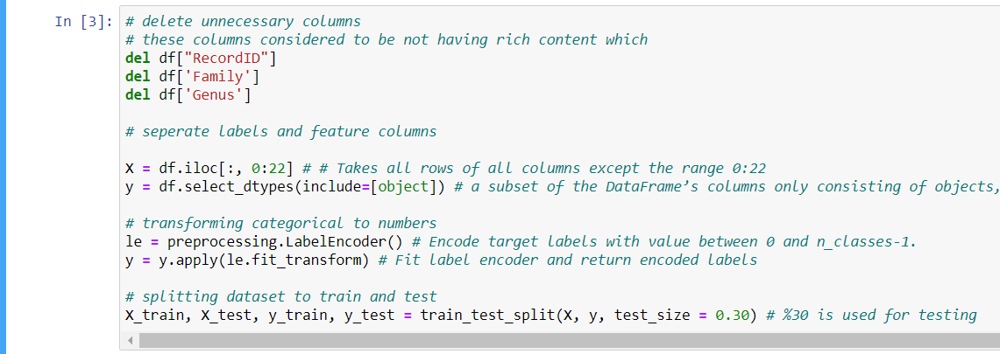 In [3]: # delete unnecessary columns
# these columns considered to be not having rich content which
del df["RecordID"]
del df['Family']
del df['Genus']
# seperate labels and feature columns
X = df.iloc[:, 0:22] # # Takes all rows of all columns except the range 0:22
y = df.select_dtypes(include=[object]) # a subset of the DataFrame’s columns only consisting of objects,
# transforming categorical to numbers
le = preprocessing.LabelEncoder() # Encode target labels with value between 0 and n_classes-1.
y = y.apply(le.fit_transform) # Fit label encoder and return encoded labels
# splitting dataset to train and test
X_train, X_test, y_train, y_test = train_test_split(X, y, test_size = 0.30) # %30 is used for testing